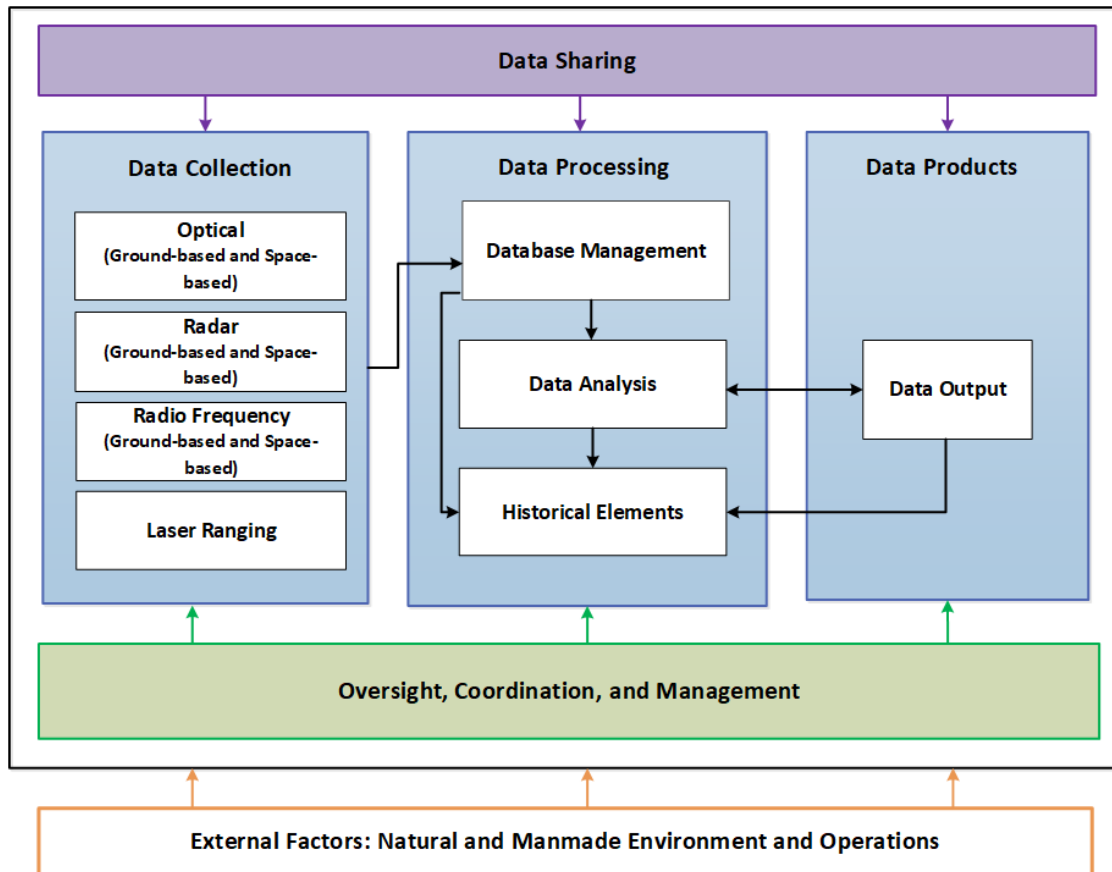 Data Sharing
Data Collection
Optical
(Ground-based and Space-
based)
Radar
(Ground-based and Space-
based)
Radio Frequency
(Ground-based and Space-
based)
Laser Ranging
Data Processing
Database Management
Data Analysis
Historical Elements
Data Products
Data Output
Oversight, Coordination, and Management
External Factors: Natural and Manmade Environment and Operations